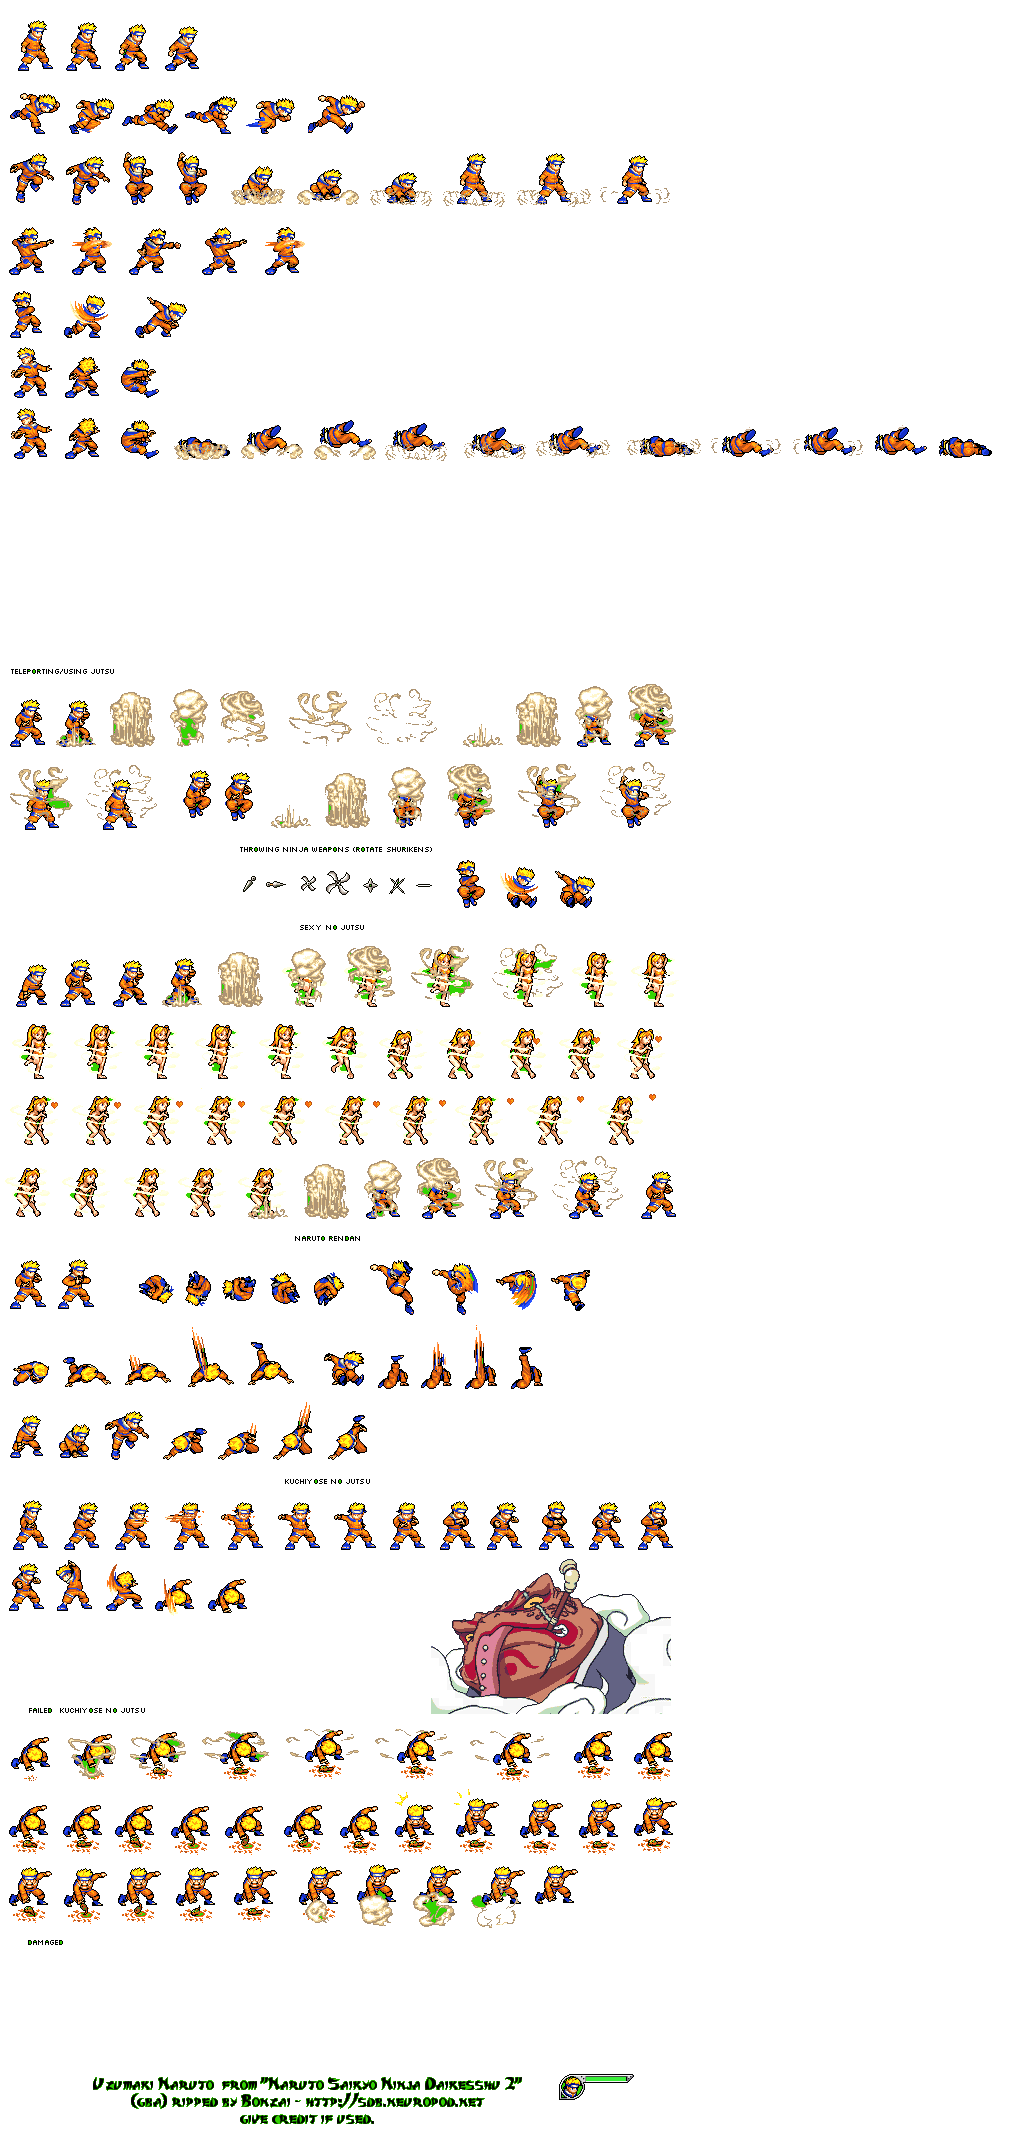 TELEPORTING/USING JUTSU
THROWING NINJA WEAPONS (ROTATE SHURIKENS)
SEXY NO JUTSU
NARUTO RENDAN
KUCHIYOSE NO JUTSU
FAILED KUCHIYOSE NO JUTSU
DAMAGED
Uzumaki Naruto from "Naruto Saikyo Ninja Daikesshu 2"
(GBA) ripped by Bonzai - http://sdb.neuropod.net
give credit if used.